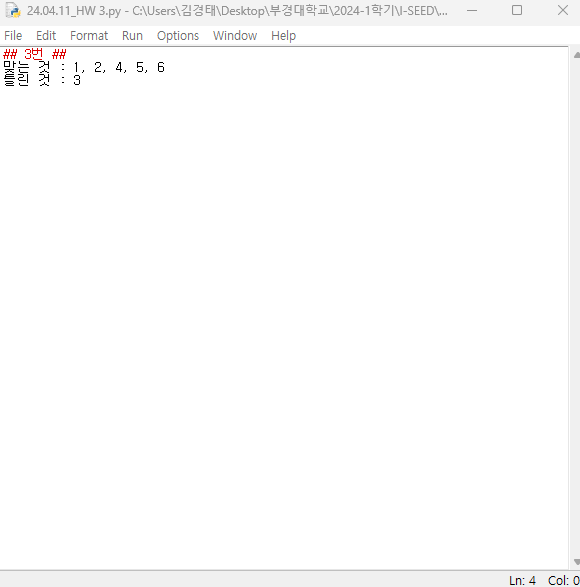 24.04.11_HW 3.py - C:\Users\김경태\Desktop\부경대학교\2024-1학기\I-SEED\...
File Edit Format Run Options Window Help
## 3번 ##
맞는 것 : 1, 2, 4, 5, 6
틀린 것 : 3
Ln: 4 Col: 0